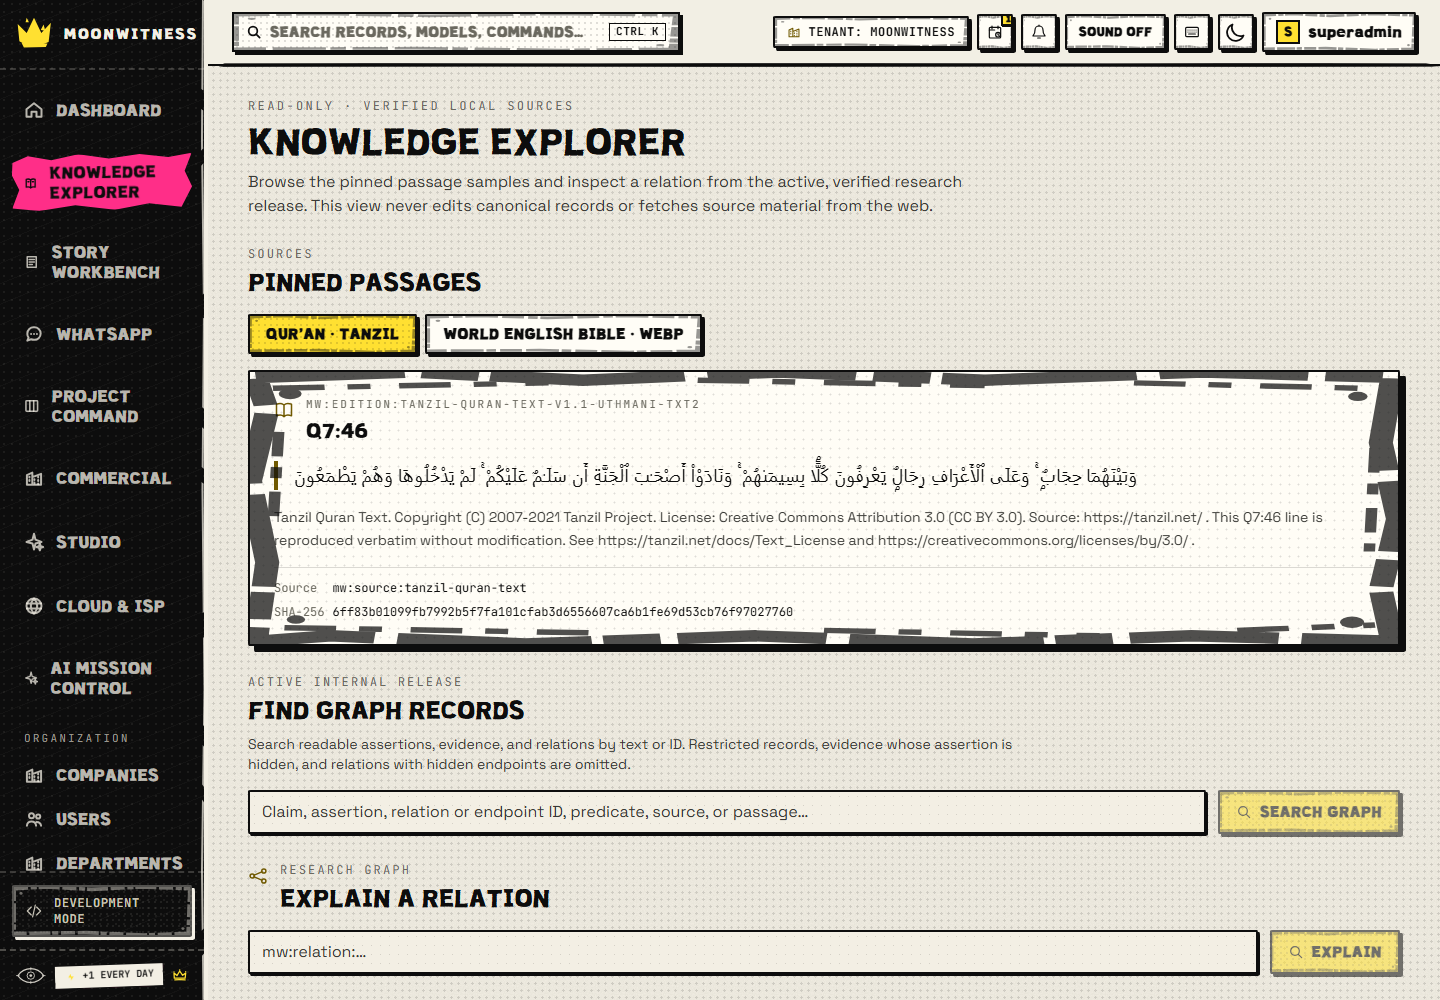 MOONWITNESS
SEARCH RECORDS, MODELS, COMMANDS...
CTRL K
TENANT: MOONWITNESS
SOUND OFF
S
superadmin
DASHBOARD
KNOWLEDGE
EXPLORER
STORY
WORKBENCH
WHATSAPP
PROJECT
COMMAND
COMMERCIAL
STUDIO
CLOUD & ISP
AI MISSION
CONTROL
ORGANIZATION
COMPANIES
USERS
DEPARTMENTS
DEVELOPMENT
MODE
+1 EVERY DAY
READ-ONLY · VERIFIED LOCAL SOURCES
KNOWLEDGE EXPLORER
Browse the pinned passage samples and inspect a relation from the active, verified research
release. This view never edits canonical records or fetches source material from the web.
SOURCES
PINNED PASSAGES
QUR'AN · TANZIL
WORLD ENGLISH BIBLE · WEBP
MW:EDITION:TANZIL-QURAN-TEXT-V1.1-UTHMANI-TXT2
Q7:46
وَبَيْنَهُمَا حِجَابٌ ۚ وَعَلَى ٱلْأَعْرَافِ رِجَالٌ يَعْرِفُونَ كُلًّۢا بِسِيمَىٰهُمْ ۚ وَنَادَوْا۟ أَصْحَـٰبَ ٱلْجَنَّةِ أَن سَلَـٰمٌ عَلَيْكُمْ ۚ لَمْ يَدْخُلُوهَا وَهُمْ يَطْمَعُونَ
Tanzil Quran Text. Copyright (C) 2007-2021 Tanzil Project. License: Creative Commons Attribution 3.0 (CC BY 3.0). Source: https://tanzil.net/ . This Q7:46 line is
reproduced verbatim without modification. See https://tanzil.net/docs/Text_License and https://creativecommons.org/licenses/by/3.0/ .
Source mw:source:tanzil-quran-text
SHA-256 6ff83b01099fb7992b5f7fa101cfab3d6556607ca6b1fe69d53cb76f97027760
ACTIVE INTERNAL RELEASE
FIND GRAPH RECORDS
Search readable assertions, evidence, and relations by text or ID. Restricted records, evidence whose assertion is
hidden, and relations with hidden endpoints are omitted.
Claim, assertion, relation or endpoint ID, predicate, source, or passage...
SEARCH GRAPH
RESEARCH GRAPH
EXPLAIN A RELATION
mw:relation:...
EXPLAIN